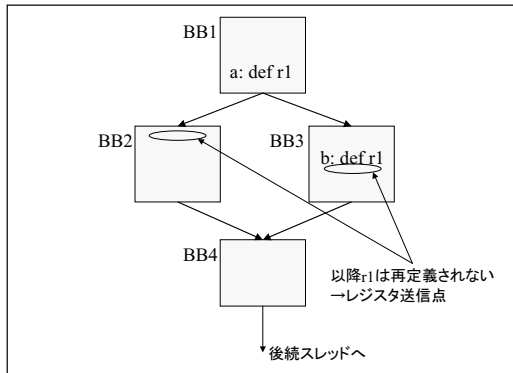 BB1
a: def r1
BB2
BB3
b: def r1
BB4
以降r1は再定義されない
→レジスタ送信点
後続スレッドへ